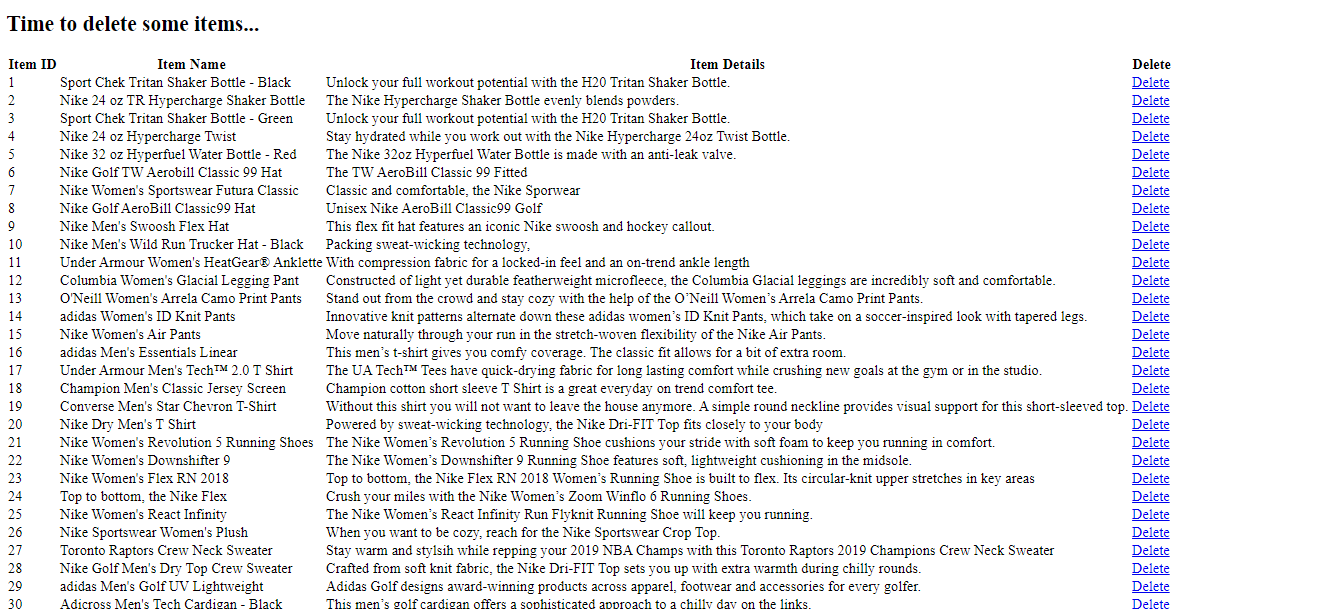 Time to delete some items...
Item ID Item Name Item Details Delete
1 Sport Chek Tritan Shaker Bottle - Black Unlock your full workout potential with the H20 Tritan Shaker Bottle. Delete
2 Nike 24 oz TR Hypercharge Shaker Bottle The Nike Hypercharge Shaker Bottle evenly blends powders. Delete
3 Sport Chek Tritan Shaker Bottle - Green Unlock your full workout potential with the H20 Tritan Shaker Bottle. Delete
4 Nike 24 oz Hypercharge Twist Stay hydrated while you work out with the Nike Hypercharge 24oz Twist Bottle. Delete
5 Nike 32 oz Hyperfuel Water Bottle - Red The Nike 32oz Hyperfuel Water Bottle is made with an anti-leak valve. Delete
6 Nike Golf TW Aerobill Classic 99 Hat The TW AeroBill Classic 99 Fitted Delete
7 Nike Women's Sportswear Futura Classic Classic and comfortable, the Nike Sporwear Delete
8 Nike Golf AeroBill Classic99 Hat Unisex Nike AeroBill Classic99 Golf Delete
9 Nike Men's Swoosh Flex Hat This flex fit hat features an iconic Nike swoosh and hockey callout. Delete
10 Nike Men's Wild Run Trucker Hat - Black Packing sweat-wicking technology, Delete
11 Under Armour Women's HeatGear® Anklette With compression fabric for a locked-in feel and an on-trend ankle length Delete
12 Columbia Women's Glacial Legging Pant Constructed of light yet durable featherweight microfleece, the Columbia Glacial leggings are incredibly soft and comfortable. Delete
13 O'Neill Women's Arrela Camo Print Pants Stand out from the crowd and stay cozy with the help of the O’Neill Women’s Arrela Camo Print Pants. Delete
14 adidas Women's ID Knit Pants Innovative knit patterns alternate down these adidas women’s ID Knit Pants, which take on a soccer-inspired look with tapered legs. Delete
15 Nike Women's Air Pants Move naturally through your run in the stretch-woven flexibility of the Nike Air Pants. Delete
16 adidas Men's Essentials Linear This men’s t-shirt gives you comfy coverage. The classic fit allows for a bit of extra room. Delete
17 Under Armour Men's Tech™ 2.0 T Shirt The UA Tech™ Tees have quick-drying fabric for long lasting comfort while crushing new goals at the gym or in the studio. Delete
18 Champion Men's Classic Jersey Screen Champion cotton short sleeve T Shirt is a great everyday on trend comfort tee. Delete
19 Converse Men's Star Chevron T-Shirt Without this shirt you will not want to leave the house anymore. A simple round neckline provides visual support for this short-sleeved top. Delete
20 Nike Dry Men's T Shirt Powered by sweat-wicking technology, the Nike Dri-FIT Top fits closely to your body Delete
21 Nike Women's Revolution 5 Running Shoes The Nike Women’s Revolution 5 Running Shoe cushions your stride with soft foam to keep you running in comfort. Delete
22 Nike Women's Downshifter 9 The Nike Women’s Downshifter 9 Running Shoe features soft, lightweight cushioning in the midsole. Delete
23 Nike Women's Flex RN 2018 Top to bottom, the Nike Flex RN 2018 Women’s Running Shoe is built to flex. Its circular-knit upper stretches in key areas Delete
24 Top to bottom, the Nike Flex Crush your miles with the Nike Women’s Zoom Winflo 6 Running Shoes. Delete
25 Nike Women's React Infinity The Nike Women’s React Infinity Run Flyknit Running Shoe will keep you running. Delete
26 Nike Sportswear Women's Plush When you want to be cozy, reach for the Nike Sportswear Crop Top. Delete
27 Toronto Raptors Crew Neck Sweater Stay warm and stylsih while repping your 2019 NBA Champs with this Toronto Raptors 2019 Champions Crew Neck Sweater Delete
28 Nike Golf Men's Dry Top Crew Sweater Crafted from soft knit fabric, the Nike Dri-FIT Top sets you up with extra warmth during chilly rounds. Delete
29 adidas Men's Golf UV Lightweight Adidas Golf designs award-winning products across apparel, footwear and accessories for every golfer. Delete
30 Adicross Men's Tech Cardigan - Black This men’s golf cardigan offers a sophisticated approach to a chilly day on the links. Delete